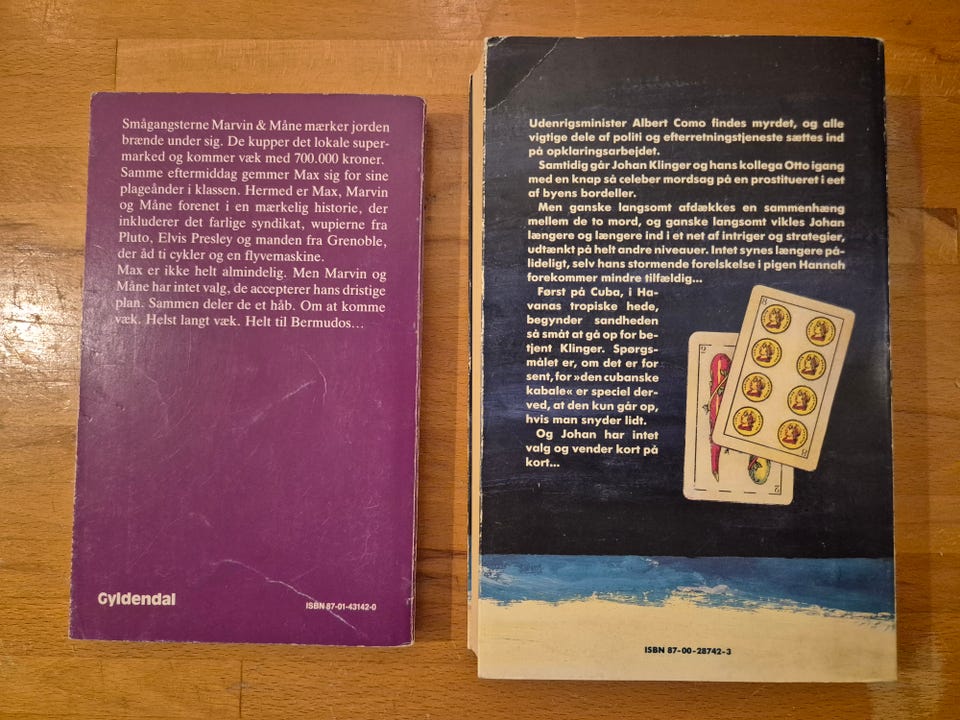 Smågangsterne Marvin & Måne mærker jorden
brænde under sig. De kupper det lokale super-
marked og kommer væk med 700.000 kroner.
Samme eftermiddag gemmer Max sig for sine
plageånder i klassen. Hermed er Max, Marvin
og Måne forenet i en mærkelig historie, der
inkluderer det farlige syndikat, wupierne fra
Pluto, Elvis Presley og manden fra Grenoble,
der åd ti cykler og en flyvemaskine.
Max er ikke helt almindelig. Men Marvin og
Måne har intet valg, de accepterer hans dristige
plan. Sammen deler de et håb. Om at komme
væk. Helst langt væk. Helt til Bermudos...
Gyldendal
ISBN 87-01-43142-0
Udenrigsminister Albert Como findes myrdet, og alle
vigtige dele af politi og efterretningstjeneste sættes ind
på opklaringsarbejdet.
Samtidig går Johan Klinger og hans kollega Otto igang
med en knap så celeber mordsag på en prostitueret i eet
af byens bordeller.
Men ganske langsomt afdækkes en sammenhæng
mellem de to mord, og ganske langsomt vikles Johan
længere og længere ind i et net af intriger og strategier,
udtænkt på helt andre niveauer. Intet synes længere på-
lideligt, selv hans stormende forelskelse i pigen Hannah
forekommer mindre tilfældig...
Først på Cuba, i Ha-
vanas tropiske hede,
begynder sandheden
så småt at gå op for be-
tjent Klinger. Spørgs-
målet er, om det er for
sent, for »den cubanske
kabale« er speciel der-
ved, at den kun går op,
hvis man snyder lidt.
Og Johan har intet
valg og vender kort på
kort...
8
8
2
2
ISBN 87-00-28742-3